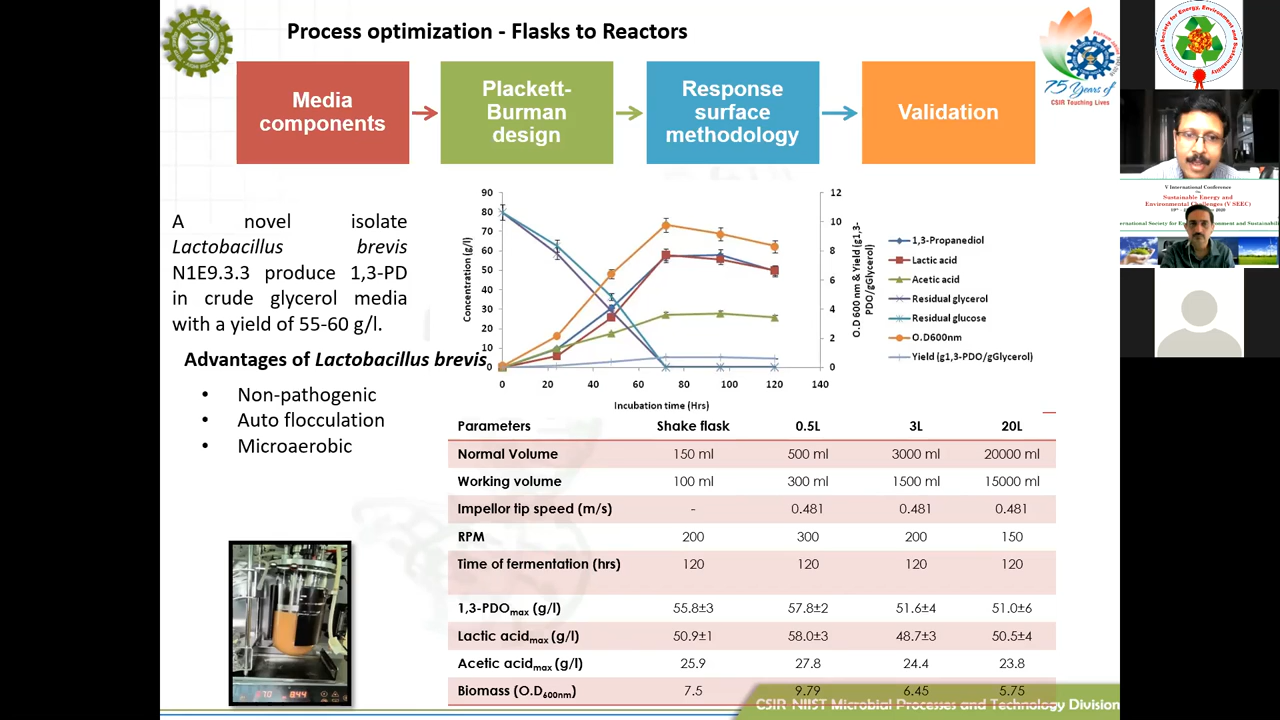 Process optimization - Flasks to Reactors
Media
components
Plackett-
Burman
design
Response
surface
methodology
Validation
75 Years of
CSIR Touching Lives
A novel isolate
Lactobacillus brevis
N1E9.3.3 produce 1,3-PD
in crude glycerol media
with a yield of 55-60 g/l.
Advantages of Lactobacillus brevis
• Non-pathogenic
• Auto flocculation
• Microaerobic
Concentration (g/l)
90
80
70
60
50
40
30
20
10
0
0 20 40 60 80 100 120 140
Incubation time (Hrs)
12
10
8
6
4
2
0
O.D 600 nm & Yield (g1,3-
PDO/gGlycerol)
1,3-Propanediol
Lactic acid
Acetic acid
Residual glycerol
Residual glucose
O.D600nm
Yield (g1,3-PDO/gGlycerol)
Parameters Shake flask 0.5L 3L 20L
Normal Volume 150 ml 500 ml 3000 ml 20000 ml
Working volume 100 ml 300 ml 1500 ml 15000 ml
Impellor tip speed (m/s) - 0.481 0.481 0.481
RPM 200 300 200 150
Time of fermentation (hrs) 120 120 120 120
1,3-PDOmax (g/l) 55.8±3 57.8±2 51.6±4 51.0±6
Lactic acidmax (g/l) 50.9±1 58.0±3 48.7±3 50.5±4
Acetic acidmax (g/l) 25.9 27.8 24.4 23.8
Biomass (O.D600nm) 7.5 9.79 6.45 5.75
CSIR-NIIST Microbial Processes and Technology Division
International Society for Energy, Environment and Sustainability
V International Conference
on
Sustainable Energy and
Environmental Challenges (V SEEC)